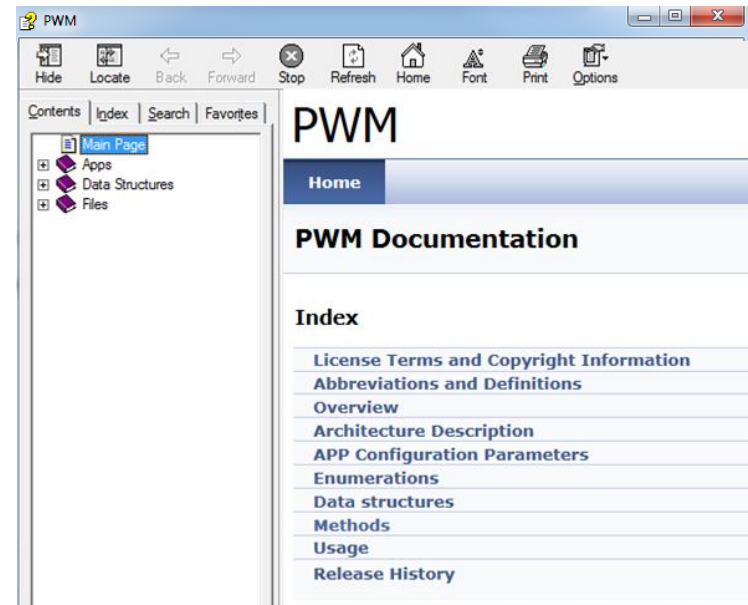 PWM
Hide Locate Back Forward Stop Refresh Home Font Print Options
Contents Index Search Favorites
Main Page
Apps
Data Structures
Files
PWM
Home
PWM Documentation
Index
License Terms and Copyright Information
Abbreviations and Definitions
Overview
Architecture Description
APP Configuration Parameters
Enumerations
Data structures
Methods
Usage
Release History